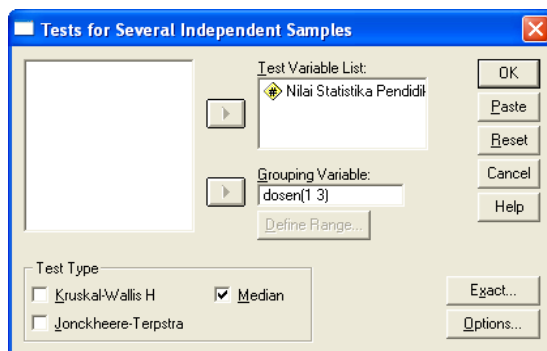 Tests for Several Independent Samples
Test Variable List:
Nilai Statistika Pendidi
Grouping Variable:
dosen(1 3)
Define Range...
OK
Paste
Reset
Cancel
Help
Test Type
Kruskal-Wallis H
Median
Jonckheere-Terpstra
Exact...
Options...